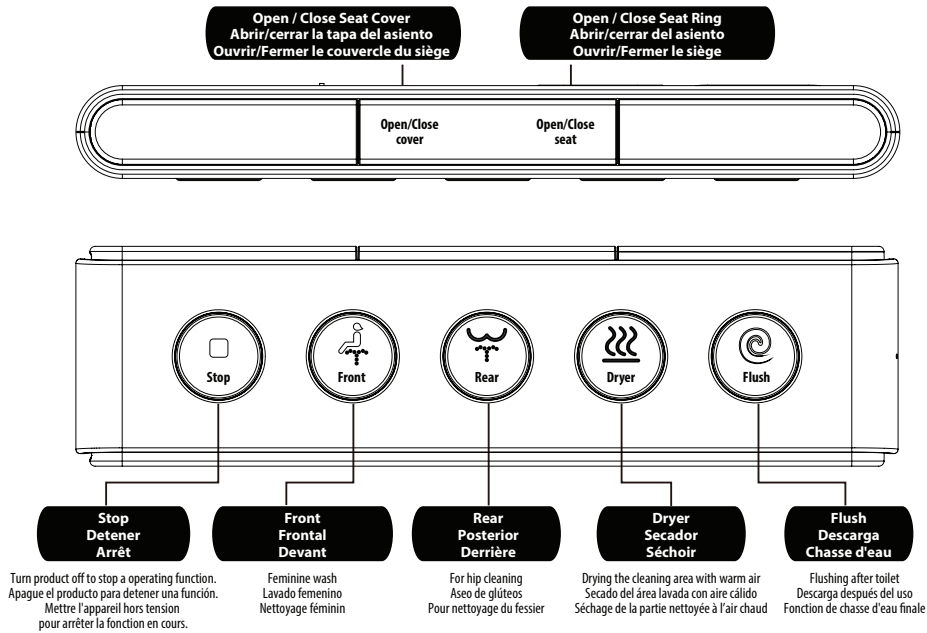 Open / Close Seat Cover
Abrir/cerrar la tapa del asiento
Ouvrir/Fermer le couvercle du siège
Open / Close Seat Ring
Abrir/cerrar del asiento
Ouvrir/Fermer le siège
Open/Close
cover
Open/Close
seat
Stop
Front
Rear
Dryer
Flush
Stop
Detener
Arrêt
Turn product off to stop a operating function.
Apague el producto para detener una función.
Mettre l'appareil hors tension
pour arrêter la fonction en cours.
Front
Frontal
Devant
Feminine wash
Lavado femenino
Nettoyage féminin
Rear
Posterior
Derrière
For hip cleaning
Aseo de glúteos
Pour nettoyage du fessier
Dryer
Secador
Séchoir
Drying the cleaning area with warm air
Secado del área lavada con aire cálido
Séchage de la partie nettoyée à l'air chaud
Flush
Descarga
Chasse d'eau
Flushing after toilet
Descarga después del uso
Fonction de chasse d'eau finale